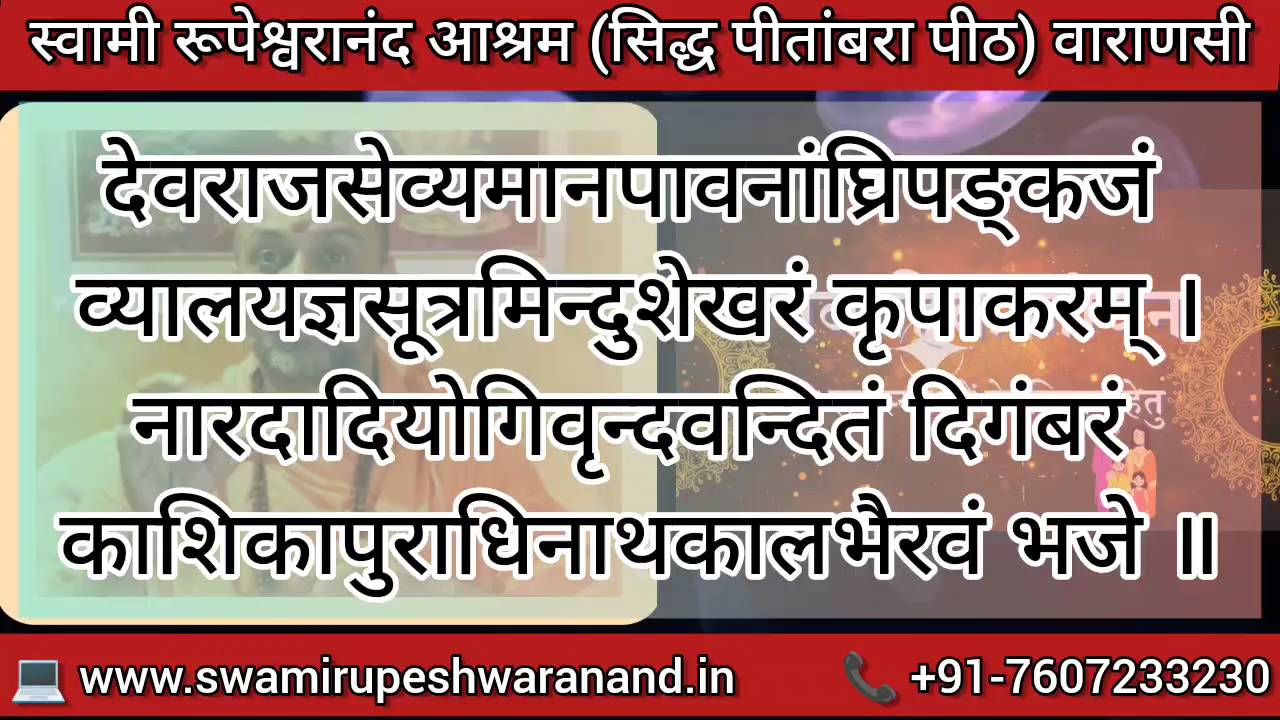 स्वामी रूपेश्वरानंद आश्रम (सिद्ध पीतांबरा पीठ) वाराणसी
देवराजसेव्यमानपावनांघ्रिपङ्कजं
व्यालयज्ञसूत्रमिन्दुशेखरं कृपाकरम् ।
नारदादियोगिवृन्दवन्दितं दिगंबरं
काशिकापुराधिनाथकालभैरवं भजे ॥
www.swamirupeshwaranand.in +91-7607233230